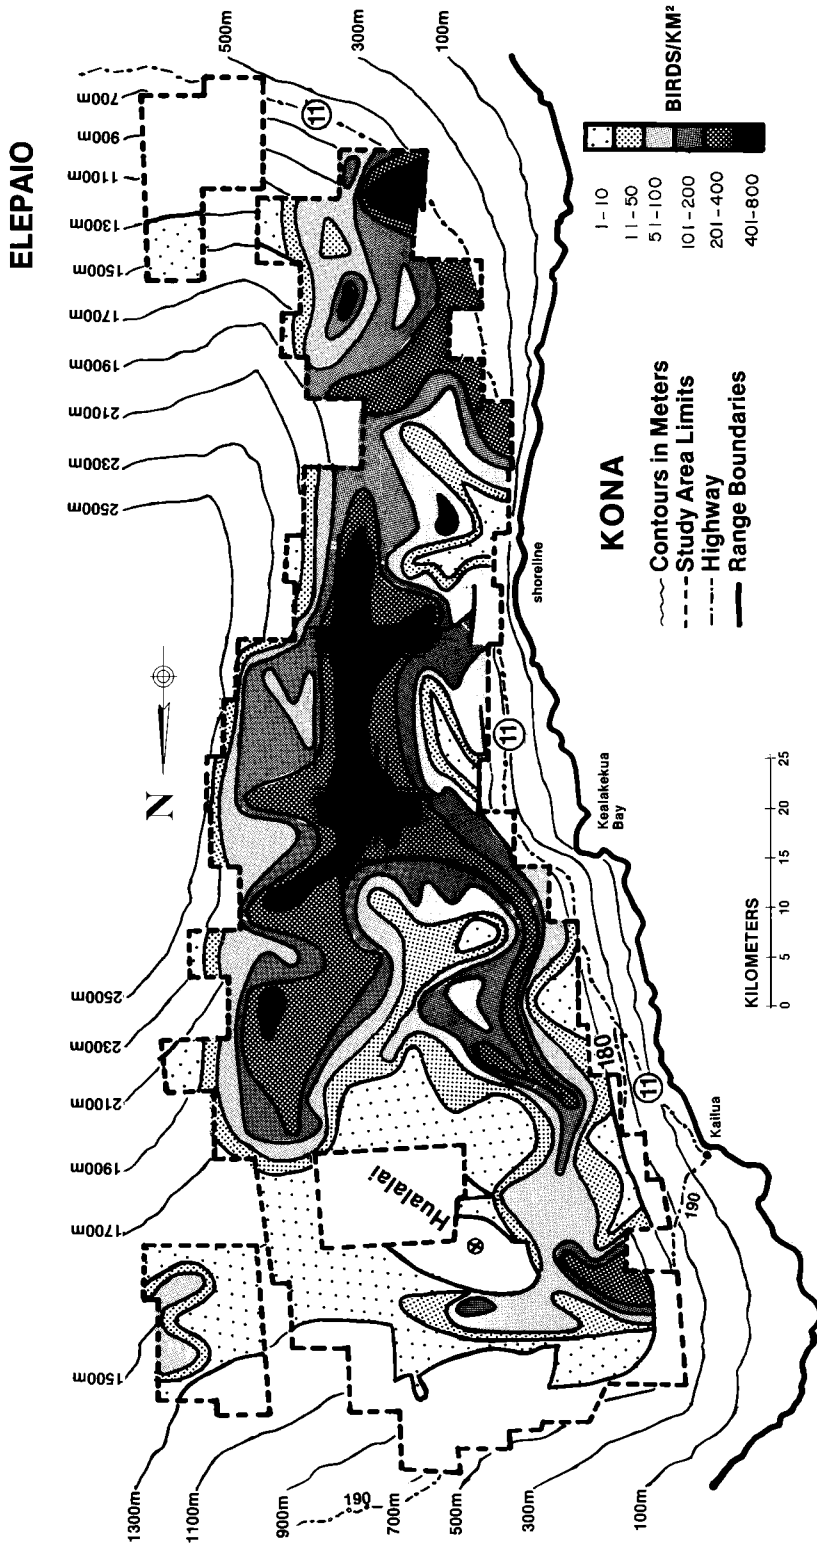 ELEPAIO
500m
300m
100m
700m
900m
1100m
1300m
1500m
1700m
1900m
2100m
2300m
2500m
11
BIRDS/KM²
1-10
11-50
51-100
101-200
201-400
401-800
KONA
Contours in Meters
Study Area Limits
Highway
Range Boundaries
shoreline
N
11
Kealakekua
Bay
KILOMETERS
0 5 10 15 20 25
2500m
2300m
2100m
1900m
1700m
1500m
180
11
Kailua
190
Hualalai
1300m
1100m
900m
190
700m
500m
300m
100m